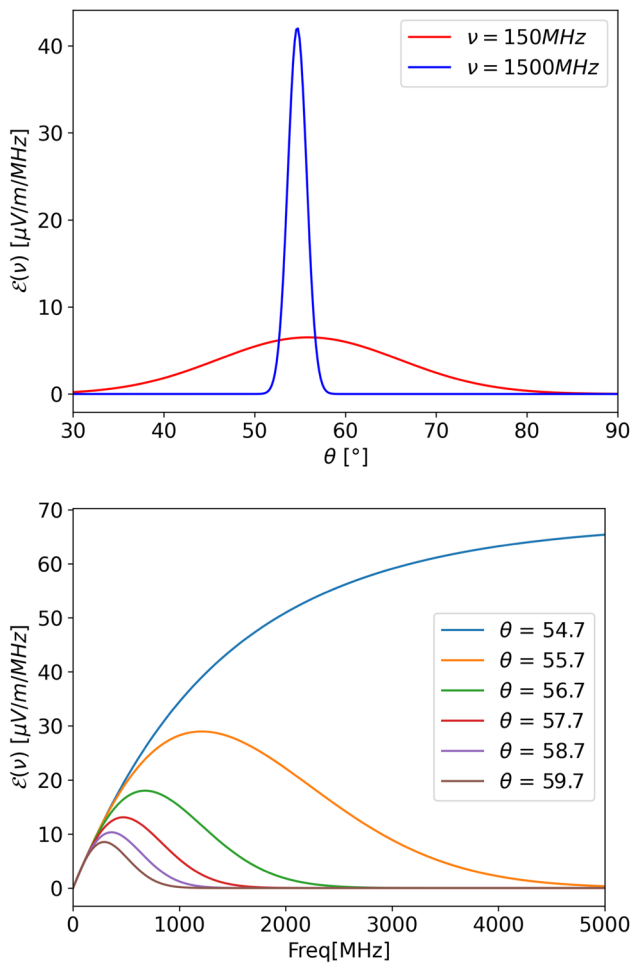 40
30
20
10
0
ℰ(ν) [μV/m/MHz]
ν = 150MHz
ν = 1500MHz
30 40 50 60 70 80 90
θ [°]
70
60
50
40
30
20
10
0
ℰ(ν) [μV/m/MHz]
θ = 54.7
θ = 55.7
θ = 56.7
θ = 57.7
θ = 58.7
θ = 59.7
0 1000 2000 3000 4000 5000
Freq[MHz]